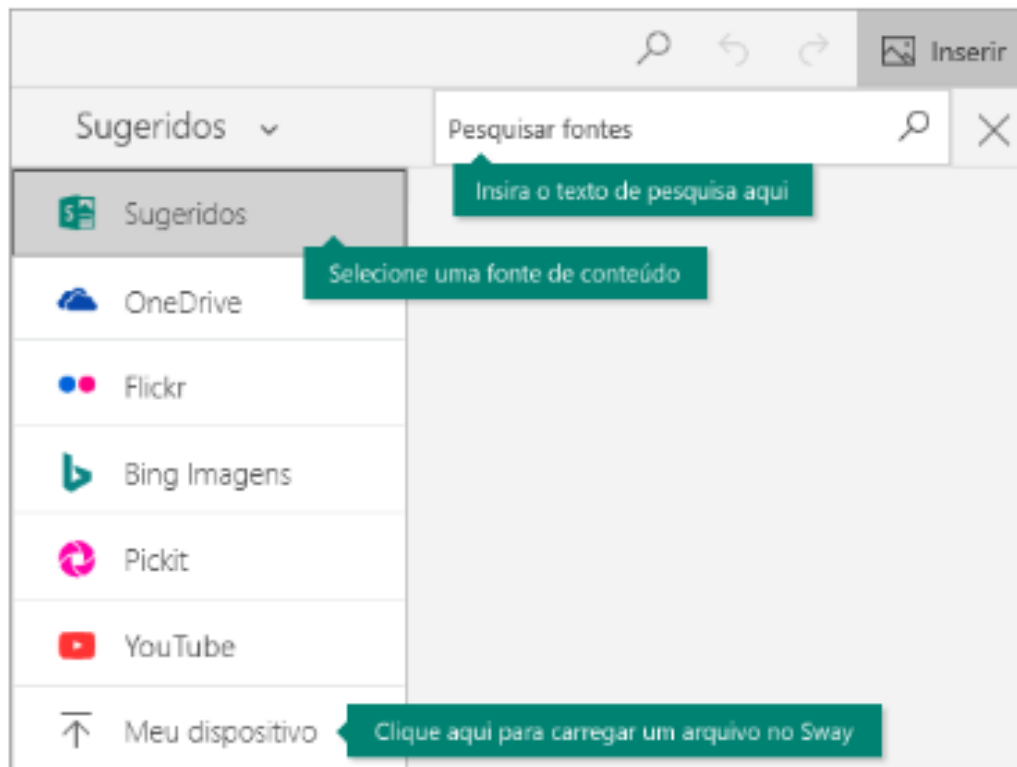 Inserir
Sugeridos
Pesquisar fontes
Insira o texto de pesquisa aqui
Sugeridos
Selecione uma fonte de conteúdo
OneDrive
Flickr
Bing Imagens
Pickit
YouTube
Meu dispositivo
Clique aqui para carregar um arquivo no Sway